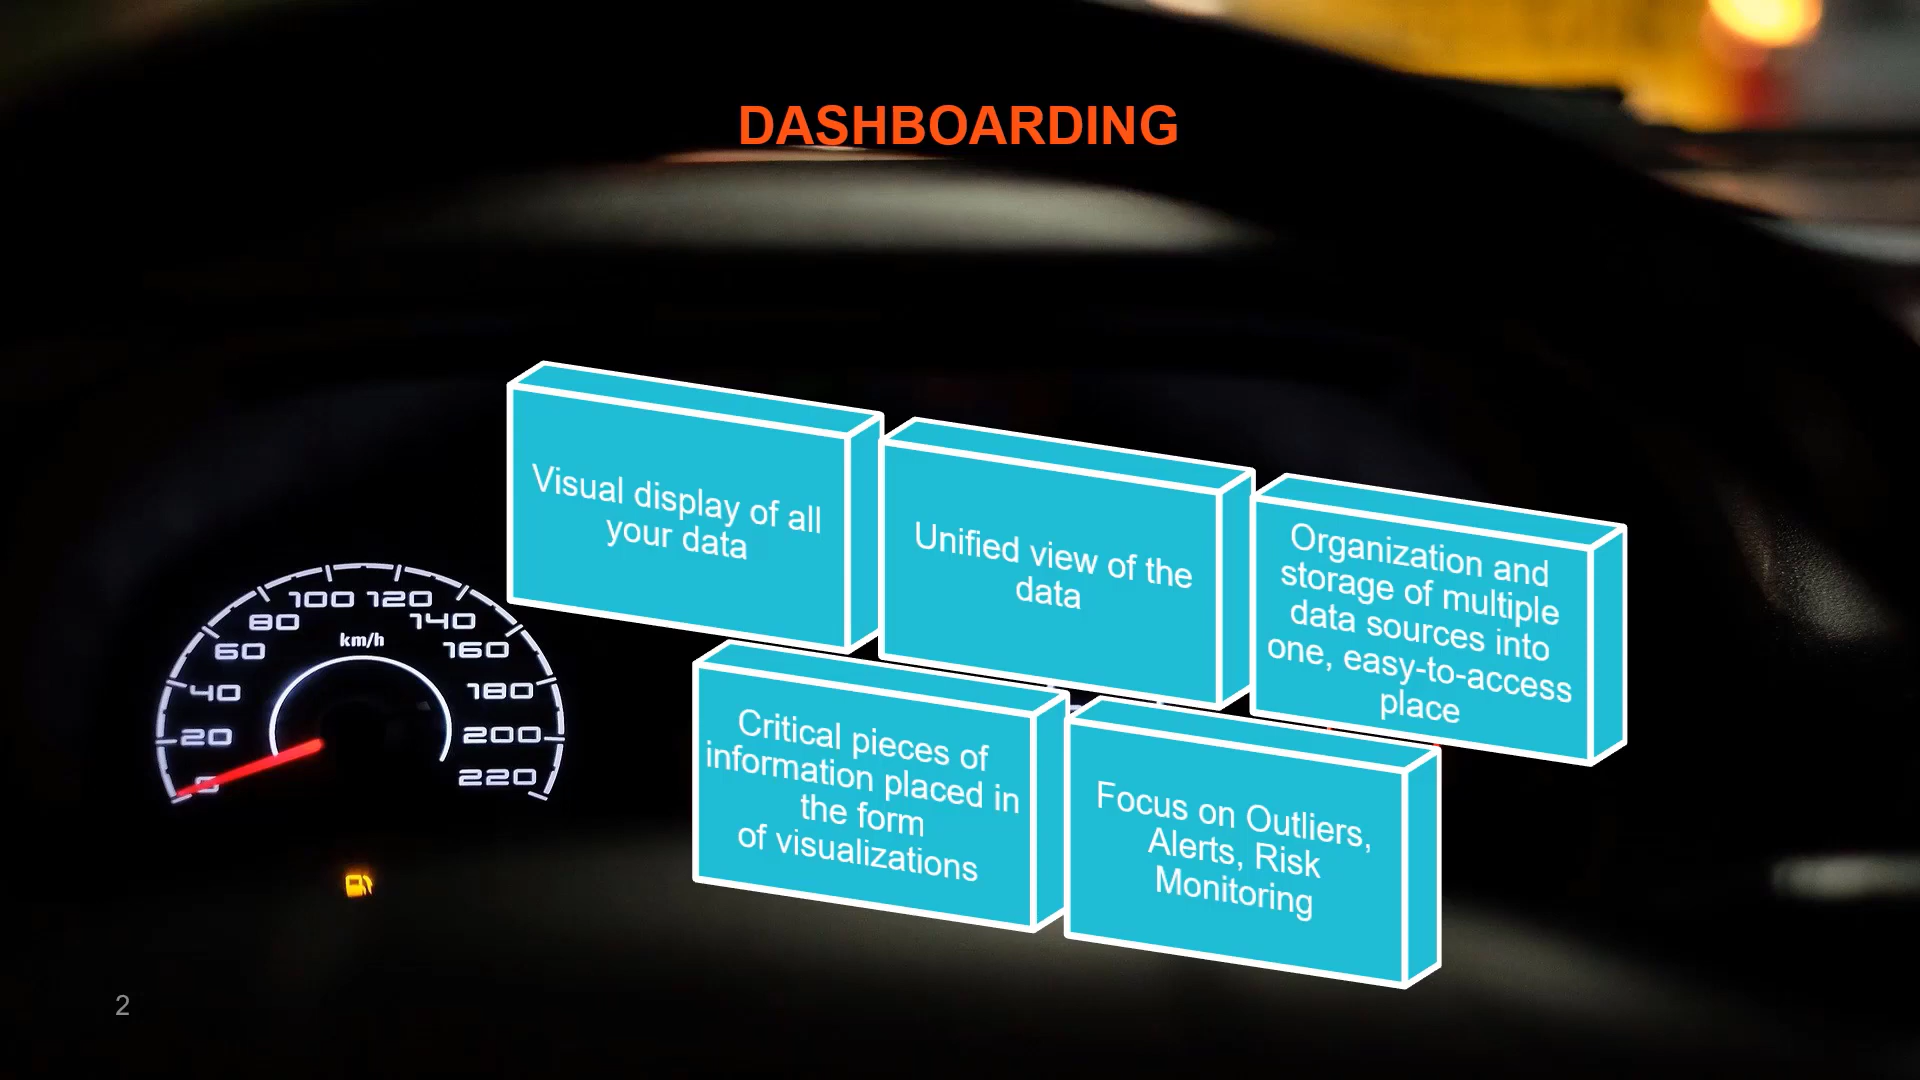 DASHBOARDING
Visual display of all
your data
Unified view of the
data
Organization and
storage of multiple
data sources into
one, easy-to-access
place
Critical pieces of
information placed in
the form
of visualizations
Focus on Outliers,
Alerts, Risk
Monitoring
100 120
80 140
km/h
60 160
40 180
20 200
0 220
2